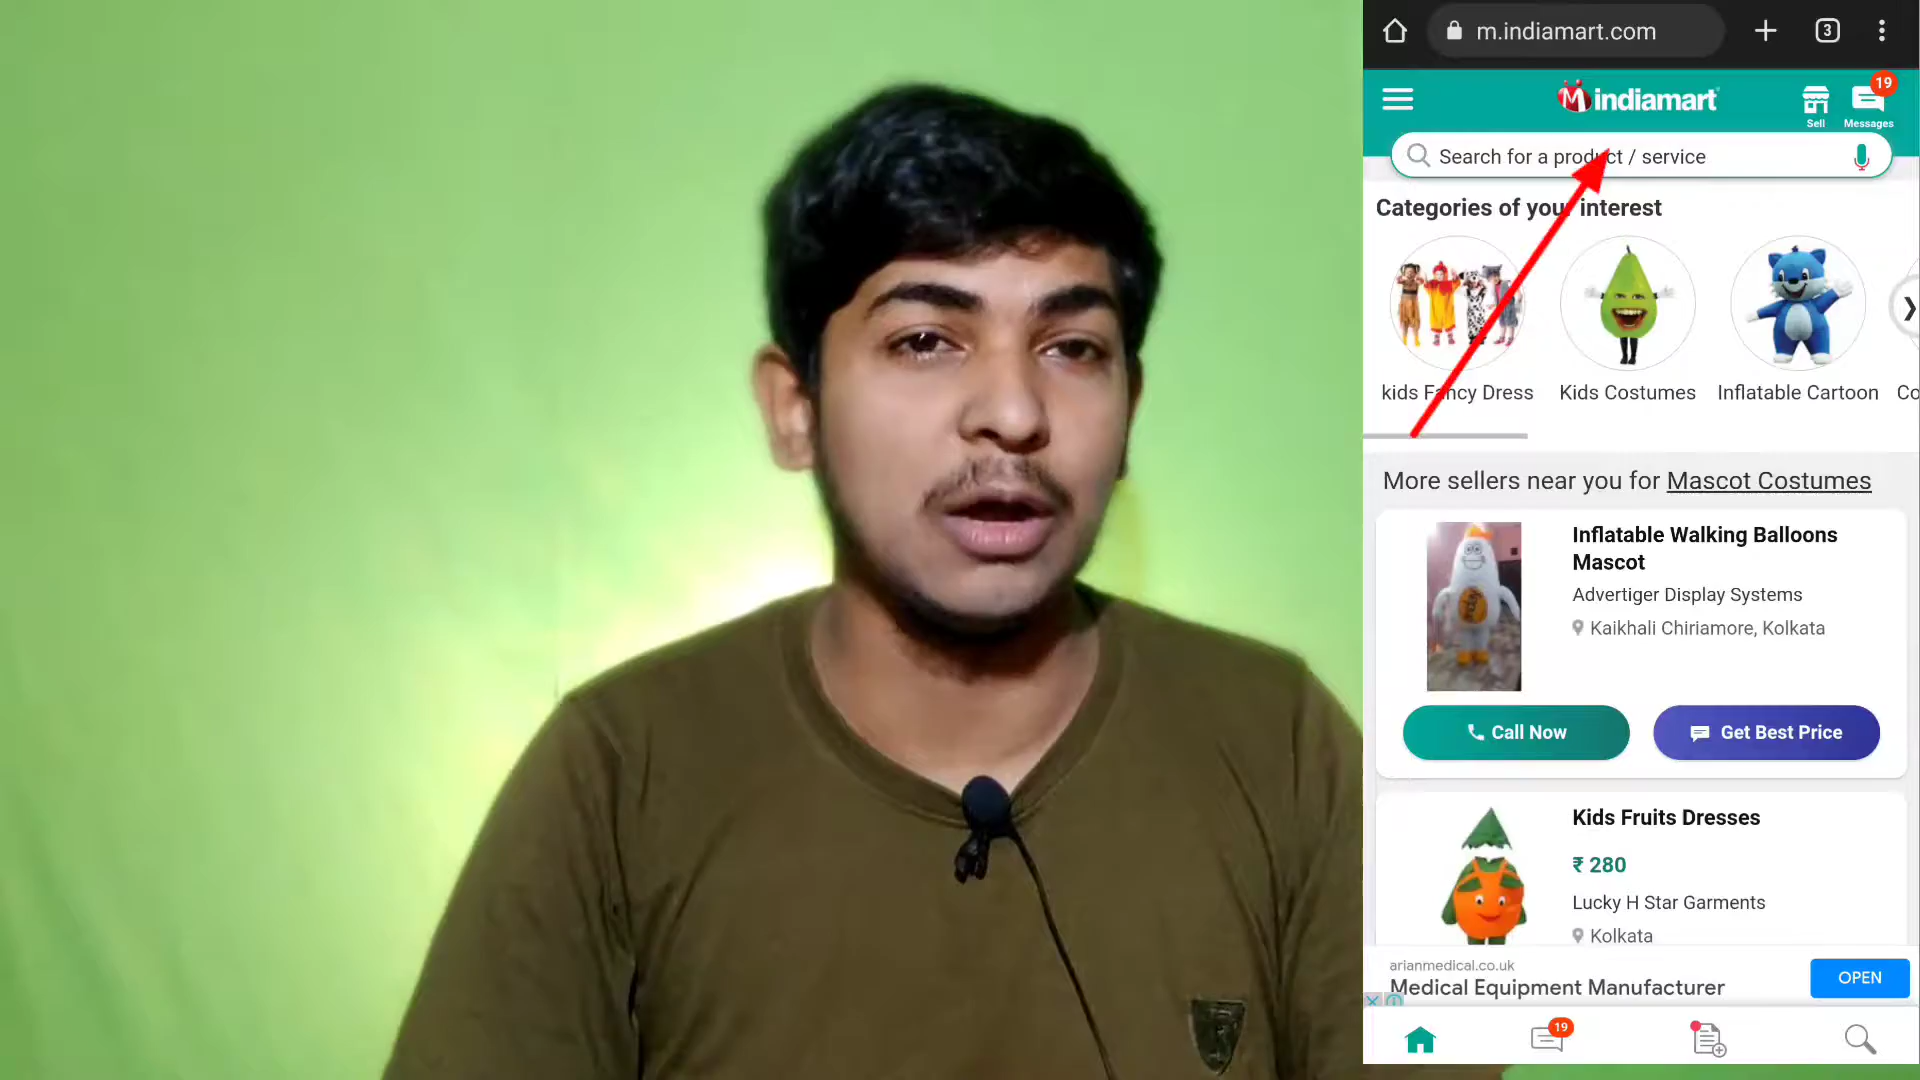 m.indiamart.com
3
indiamart
19
Sell
Messages
Search for a product / service
Categories of your interest
kids Fancy Dress
Kids Costumes
Inflatable Cartoon
Co
More sellers near you for Mascot Costumes
Inflatable Walking Balloons
Mascot
Advertiger Display Systems
Kaikhali Chiriamore, Kolkata
Call Now
Get Best Price
Kids Fruits Dresses
₹ 280
Lucky H Star Garments
Kolkata
arianmedical.co.uk
Medical Equipment Manufacturer
OPEN
19